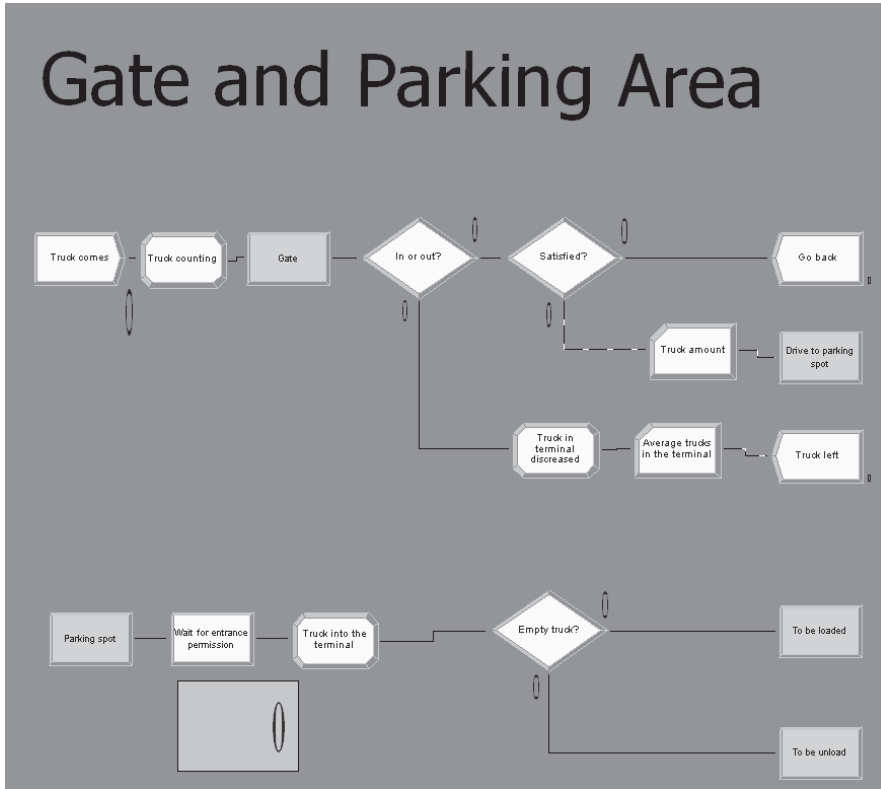 Gate and Parking Area
Truck comes
Truck counting
Gate
In or out?
Satisfied?
Go back
Truck amount
Drive to parking
spot
Truck in
terminal
discreased
Average trucks
in the terminal
Truck left
Parking spot
Wait for entrance
permission
Truck into the
terminal
Empty truck?
To be loaded
To be unload